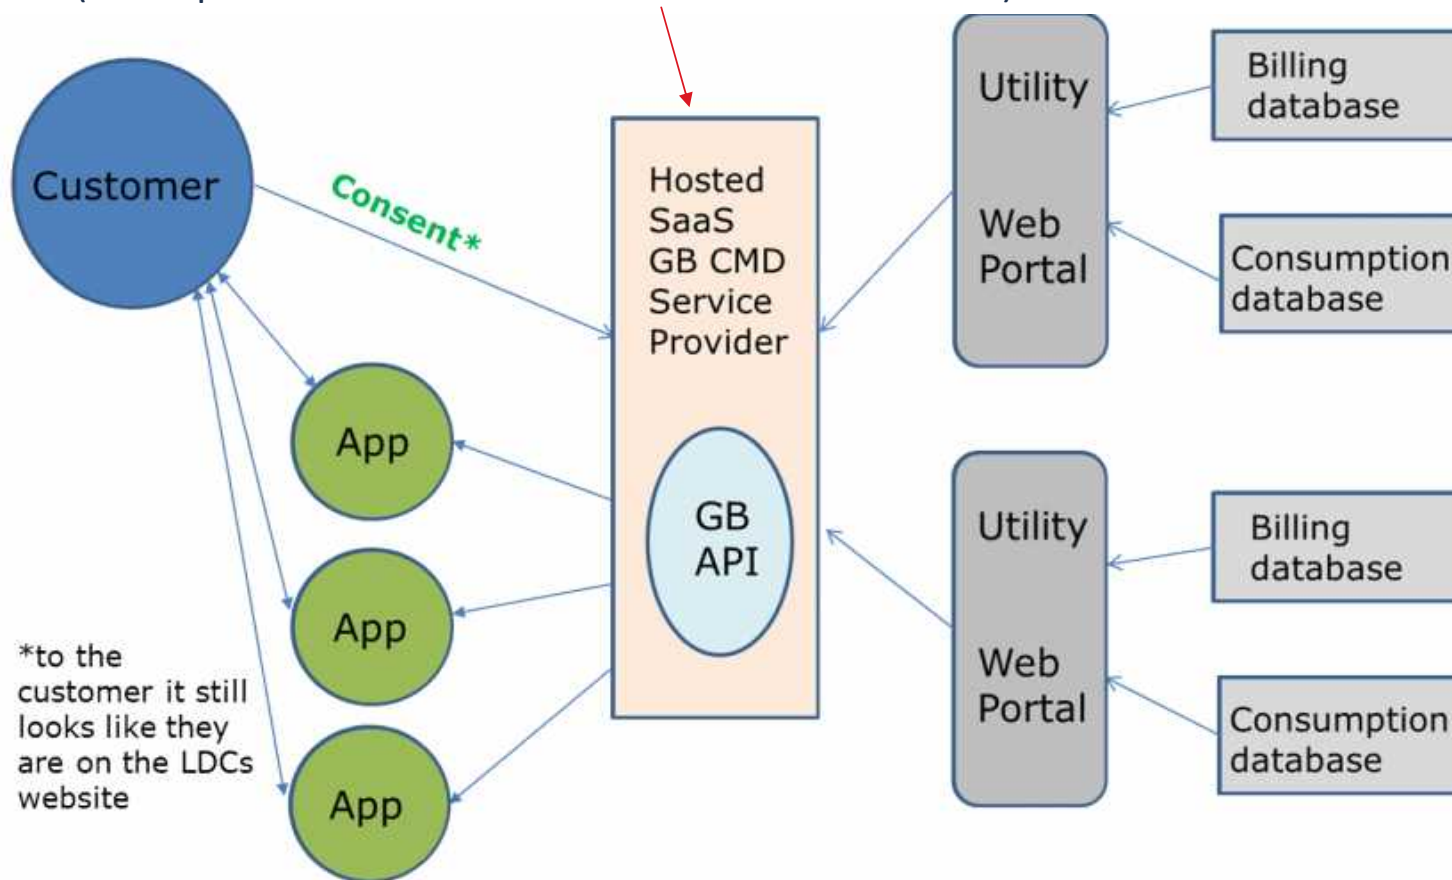 Customer
Consent*
App
App
App
*to the
customer it still
looks like they
are on the LDCs
website
Hosted
SaaS
GB CMD
Service
Provider
GB
API
Utility
Web
Portal
Billing
database
Consumption
database
Utility
Web
Portal
Billing
database
Consumption
database